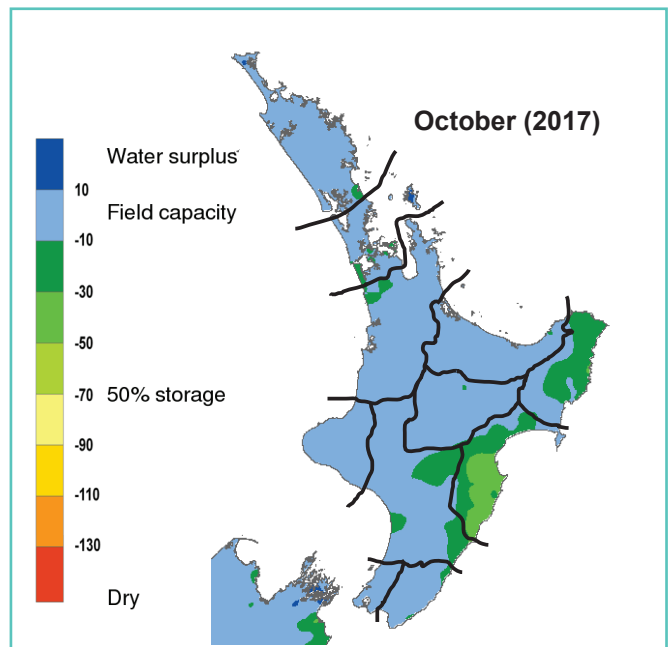 October (2017)
Water surplus
10
Field capacity
-10
-30
-50
-70
50% storage
-90
-110
-130
Dry